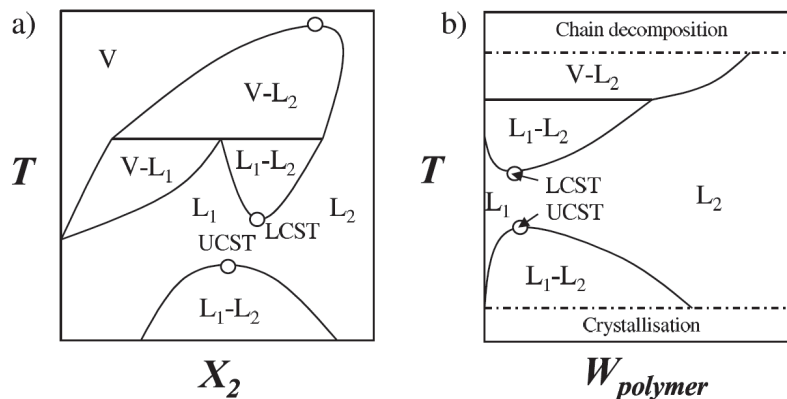 a)
V
V-L₂
V-L₁
L₁-L₂
L₁
L₂
LCST
UCST
L₁-L₂
T
X₂
b)
Chain decomposition
V-L₂
L₁-L₂
LCST
L₁
UCST
L₂
L₁-L₂
Crystallisation
T
W_polymer